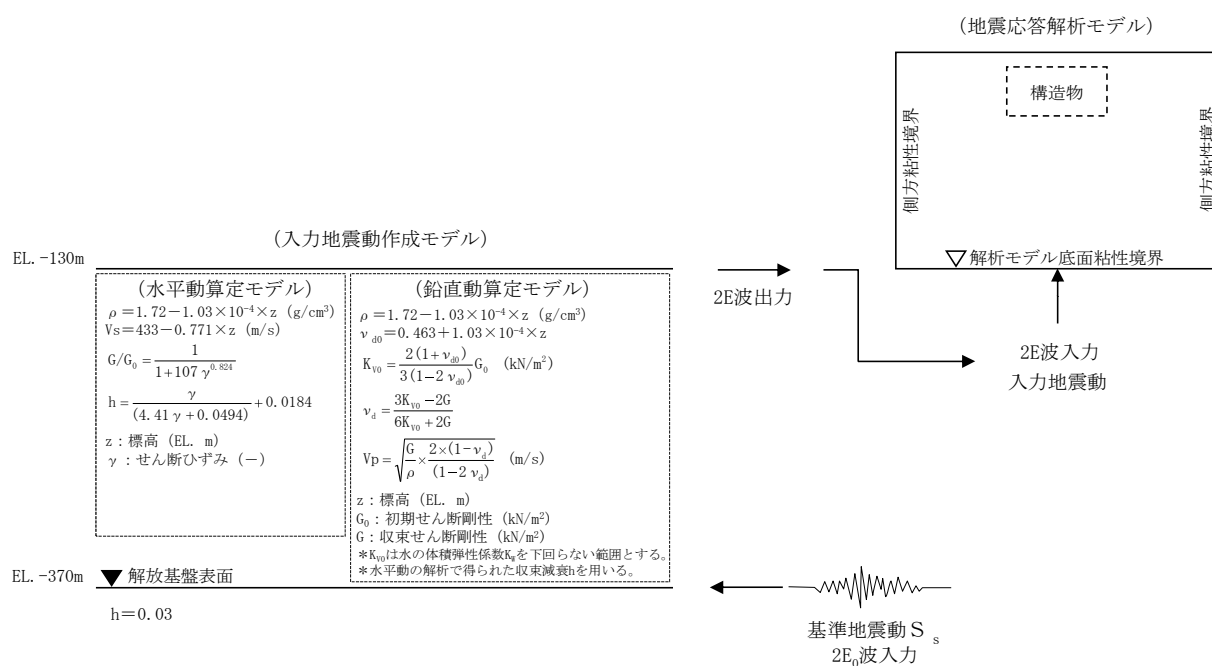 (地震応答解析モデル)
構造物
側方粘性境界
側方粘性境界
▽解析モデル底面粘性境界
(入力地震動作成モデル)
EL.-130m
(水平動算定モデル)
ρ=1.72-1.03×10⁻⁴×z (g/cm³)
Vs=433-0.771×z (m/s)
G/G₀=1/(1+107γ^0.824)
h=γ/(4.41γ+0.0494)+0.0184
z:標高 (EL. m)
γ:せん断ひずみ (-)
(鉛直動算定モデル)
ρ=1.72-1.03×10⁻⁴×z (g/cm³)
ν_d0=0.463+1.03×10⁻⁴×z
K_V0=2(1+ν_d0)/3(1-2ν_d0) G₀ (kN/m²)
ν_d=(3K_V0-2G)/(6K_V0+2G)
Vp=√(G/ρ×2×(1-ν_d)/(1-2ν_d)) (m/s)
z:標高 (EL. m)
G₀:初期せん断剛性 (kN/m²)
G:収束せん断剛性 (kN/m²)
*K_V0は水の体積弾性係数K_Wを下回らない範囲とする。
*水平動の解析で得られた収束減衰hを用いる。
2E波出力
2E波入力
入力地震動
EL.-370m
▼解放基盤表面
h=0.03
基準地震動Ss
2E₀波入力